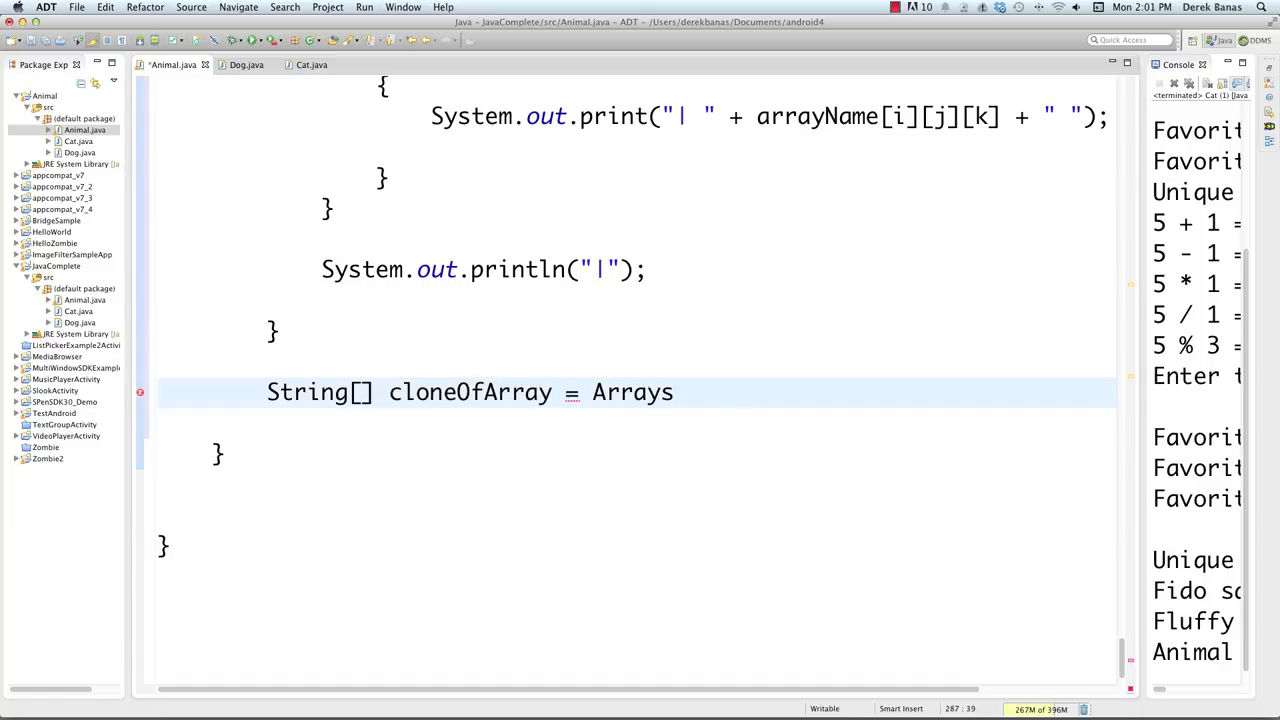 ADT File Edit Refactor Source Navigate Search Project Run Window Help
10 Mon 2:01 PM Derek Banas
Java - JavaComplete/src/Animal.java - ADT - /Users/derekbanas/Documents/android4
Quick Access
Java
DDMS
Package Exp
*Animal.java
Dog.java
Cat.java
Console
<terminated> Cat (1) [Java
Animal
src
(default package)
Animal.java
Cat.java
Dog.java
JRE System Library [Ja
appcompat_v7
appcompat_v7_2
appcompat_v7_3
appcompat_v7_4
BridgeSample
HelloWorld
HelloZombie
ImageFilterSampleApp
JavaComplete
src
(default package)
Animal.java
Cat.java
Dog.java
JRE System Library [Ja
ListPickerExample2Activi
MediaBrowser
MultiWindowSDKExample
MusicPlayerActivity
SlookActivity
SPenSDK30_Demo
TestAndroid
TextGroupActivity
VideoPlayerActivity
Zombie
Zombie2
{
System.out.print("| " + arrayName[i][j][k] + " ");
}
}
System.out.println("|");
}
String[] cloneOfArray = Arrays
}
}
Favorit
Favorit
Unique
5 + 1 =
5 - 1 =
5 * 1 =
5 / 1 =
5 % 3 =
Enter t
Favorit
Favorit
Favorit
Unique
Fido sa
Fluffy
Animal
Writable
Smart Insert
287 : 39
267M of 396M